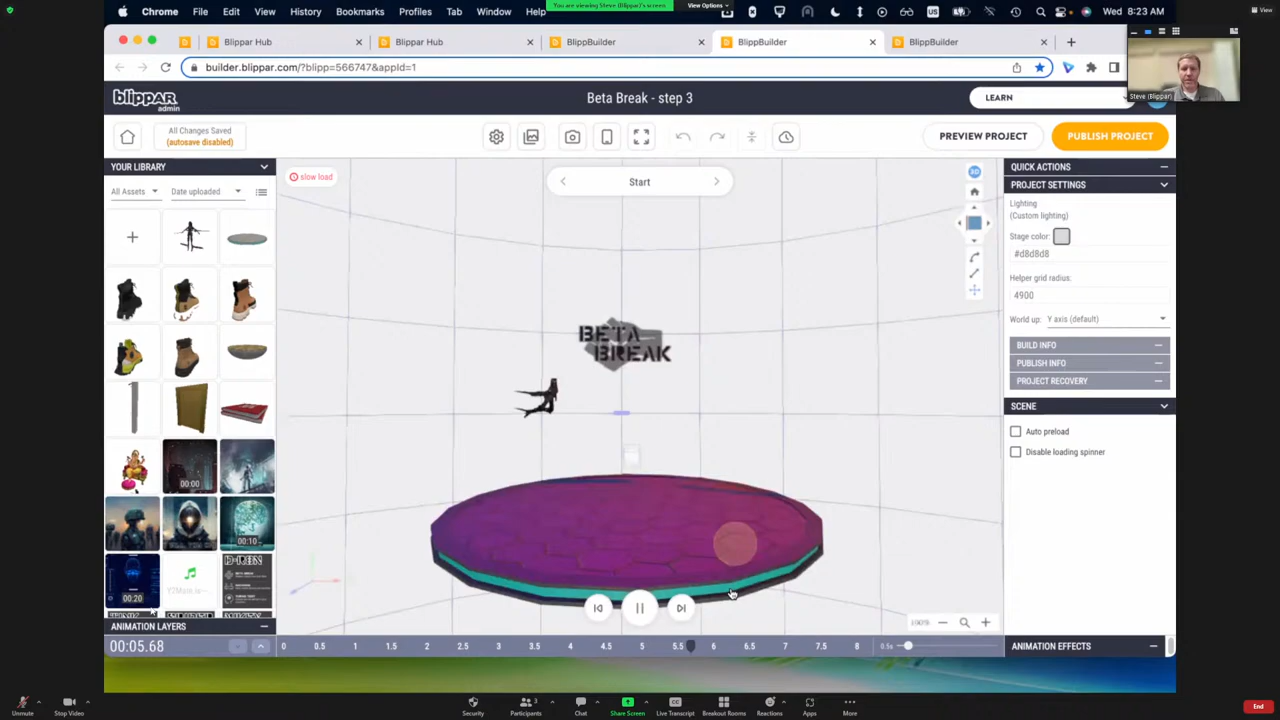 You are viewing Steve (Blippar)'s screen
View Options
View
Chrome File Edit View History Bookmarks Profiles Tab Window
Wed 8:23 AM
Blippar Hub
Blippar Hub
BlippBuilder
BlippBuilder
BlippBuilder
builder.blippar.com/?blipp=566747&appId=1
Steve (Blippar)
blippar
admin
Beta Break - step 3
LEARN
All Changes Saved
(autosave disabled)
PREVIEW PROJECT
PUBLISH PROJECT
YOUR LIBRARY
All Assets
Date uploaded
slow load
Start
3D
QUICK ACTIONS
PROJECT SETTINGS
Lighting
(Custom lighting)
Stage color:
#d8d8d8
Helper grid radius:
4900
World up: Y axis (default)
BUILD INFO
PUBLISH INFO
PROJECT RECOVERY
SCENE
Auto preload
Disable loading spinner
BETA
BREAK
00:00
00:10
00:20
ANIMATION LAYERS
100%
00:05.68
0 0.5 1 1.5 2 2.5 3 3.5 4 4.5 5 5.5 6 6.5 7 7.5 8
0.5s
ANIMATION EFFECTS
Unmute
Stop Video
Security
Participants
3
Chat
Share Screen
Live Transcript
Breakout Rooms
Reactions
Apps
More
End